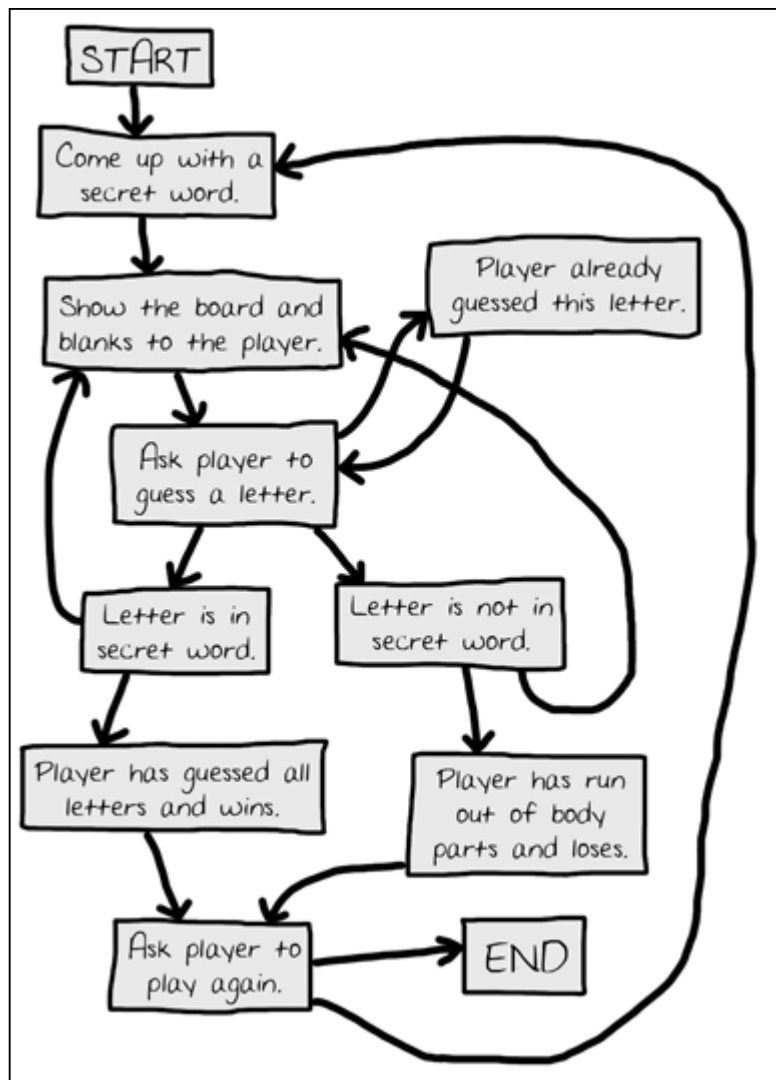 START
Come up with a
secret word.
Player already
guessed this letter.
Show the board and
blanks to the player.
Ask player to
guess a letter.
Letter is in
secret word.
Letter is not in
secret word.
Player has guessed all
letters and wins.
Player has run
out of body
parts and loses.
Ask player to
play again.
END